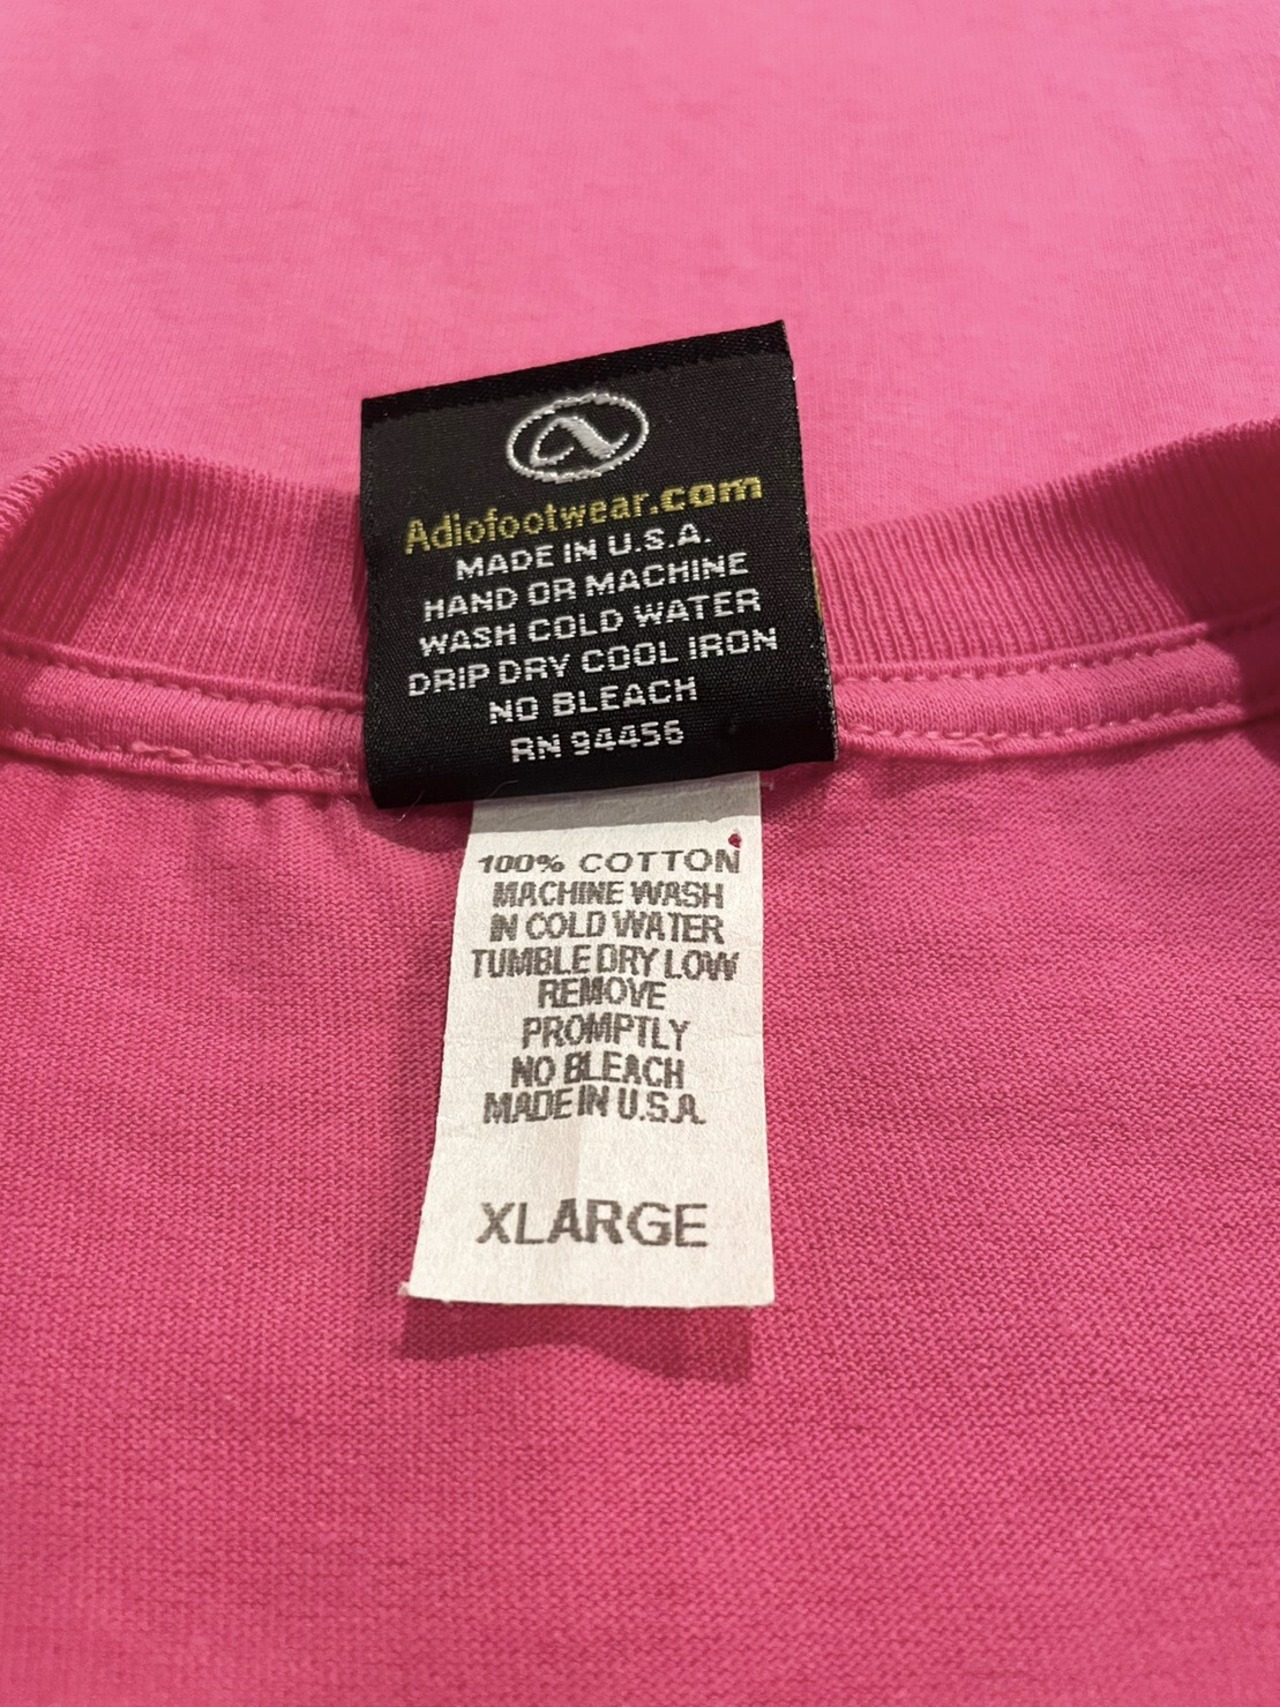 Adiofootwear.com
MADE IN U.S.A.
HAND OR MACHINE
WASH COLD WATER
DRIP DRY COOL IRON
NO BLEACH
RN 94456
100% COTTON
MACHINE WASH
IN COLD WATER
TUMBLE DRY LOW
REMOVE
PROMPTLY
NO BLEACH
MADE IN U.S.A.
XLARGE